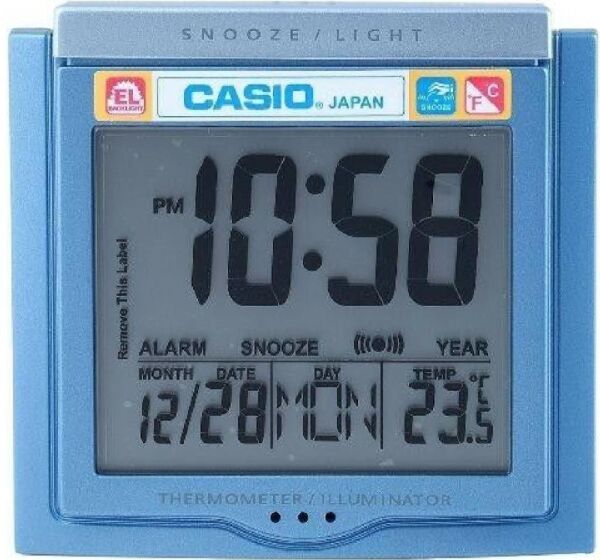 SNOOZE / LIGHT
EL BACKLIGHT CASIO. JAPAN SNOOZE °F °C
PM 10:58
Remove This Label
ALARM SNOOZE YEAR
MONTH DATE DAY TEMP
12/28 MON 23.5 °C
THERMOMETER / ILLUMINATOR